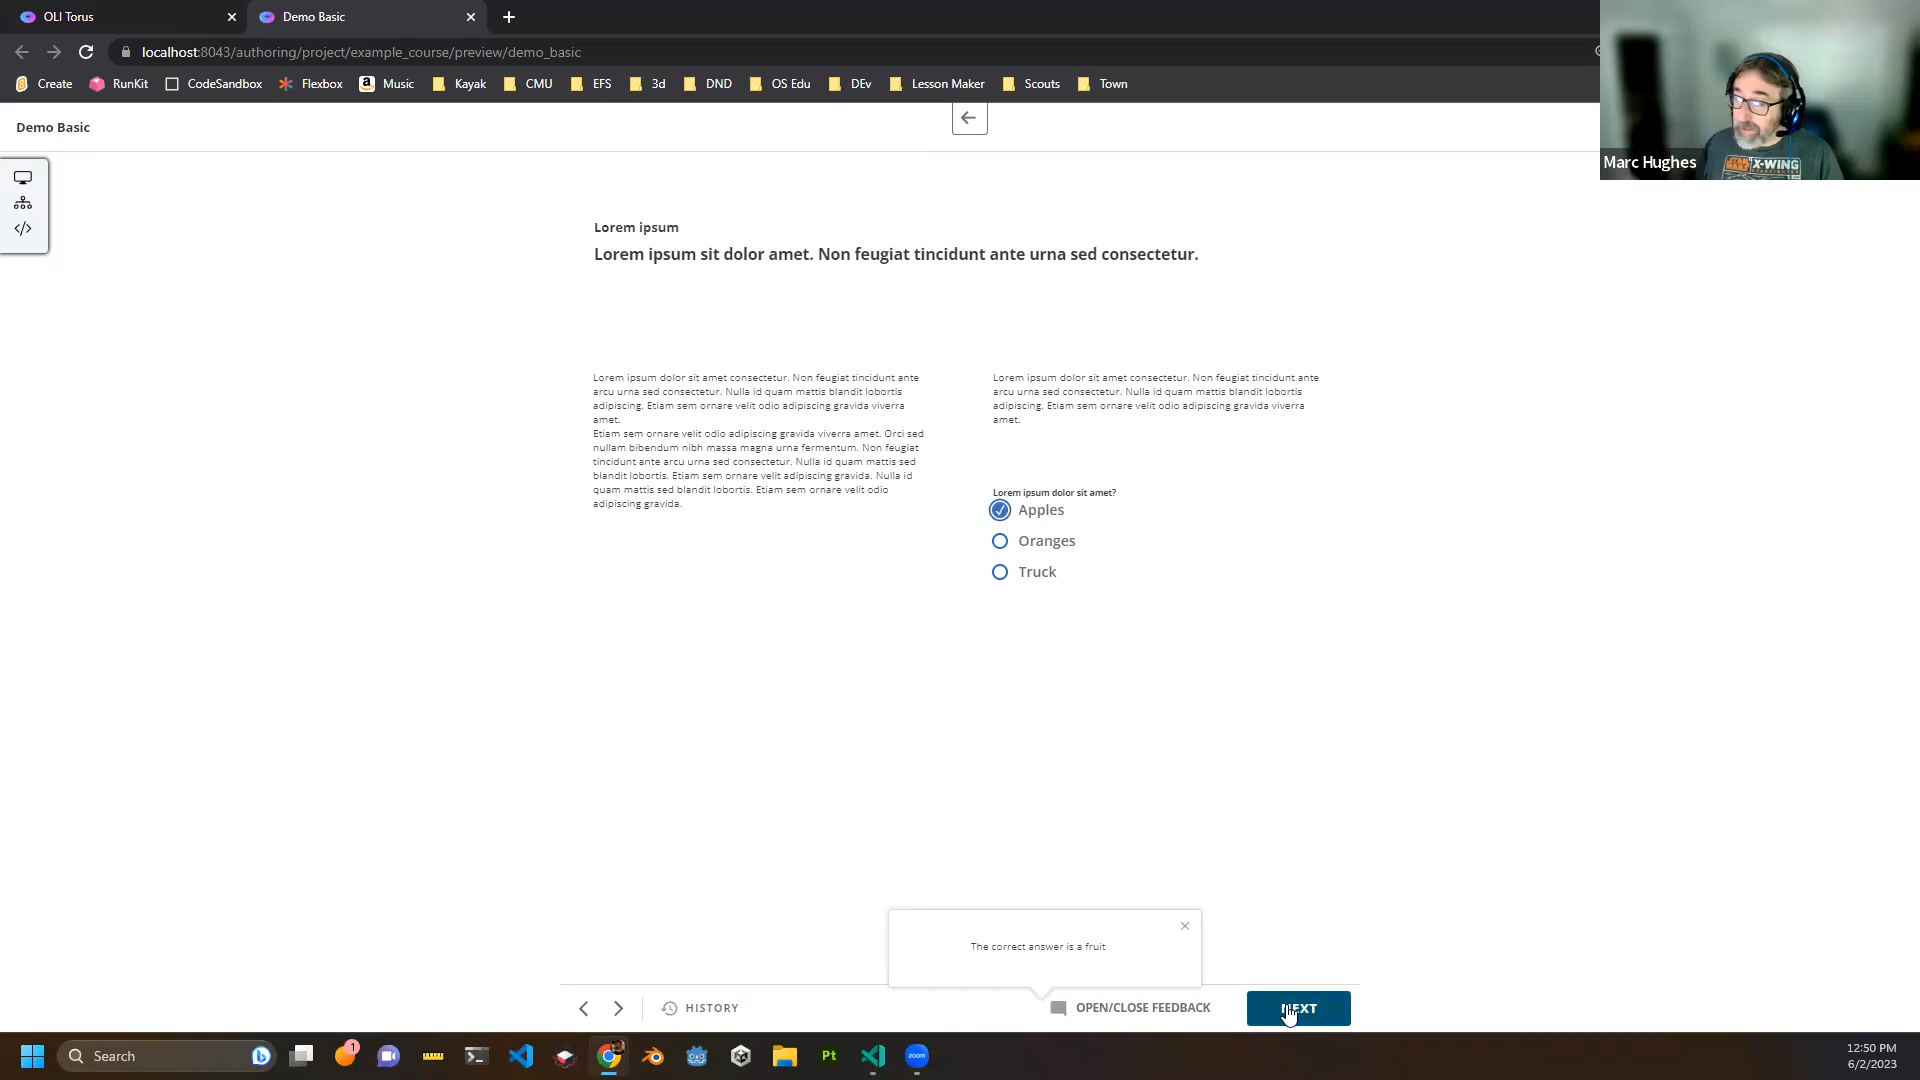 OLI Torus
Demo Basic
localhost:8043/authoring/project/example_course/preview/demo_basic
Create RunKit CodeSandbox Flexbox Music Kayak CMU EFS 3d DND OS Edu DEv Lesson Maker Scouts Town
Demo Basic
STAR WARS X-WING
Marc Hughes
Lorem ipsum
Lorem ipsum sit dolor amet. Non feugiat tincidunt ante urna sed consectetur.
Lorem ipsum dolor sit amet consectetur. Non feugiat tincidunt ante
arcu urna sed consectetur. Nulla id quam mattis blandit lobortis
adipiscing. Etiam sem ornare velit odio adipiscing gravida viverra
amet.
Etiam sem ornare velit odio adipiscing gravida viverra amet. Orci sed
nullam bibendum nibh massa magna urna fermentum. Non feugiat
tincidunt ante arcu urna sed consectetur. Nulla id quam mattis sed
blandit lobortis. Etiam sem ornare velit adipiscing gravida. Nulla id
quam mattis sed blandit lobortis. Etiam sem ornare velit odio
adipiscing gravida.
Lorem ipsum dolor sit amet consectetur. Non feugiat tincidunt ante
arcu urna sed consectetur. Nulla id quam mattis blandit lobortis
adipiscing. Etiam sem ornare velit odio adipiscing gravida viverra
amet.
Lorem ipsum dolor sit amet?
Apples
Oranges
Truck
The correct answer is a fruit
HISTORY
OPEN/CLOSE FEEDBACK
NEXT
Search
1
Pt
zoom
12:50 PM
6/2/2023